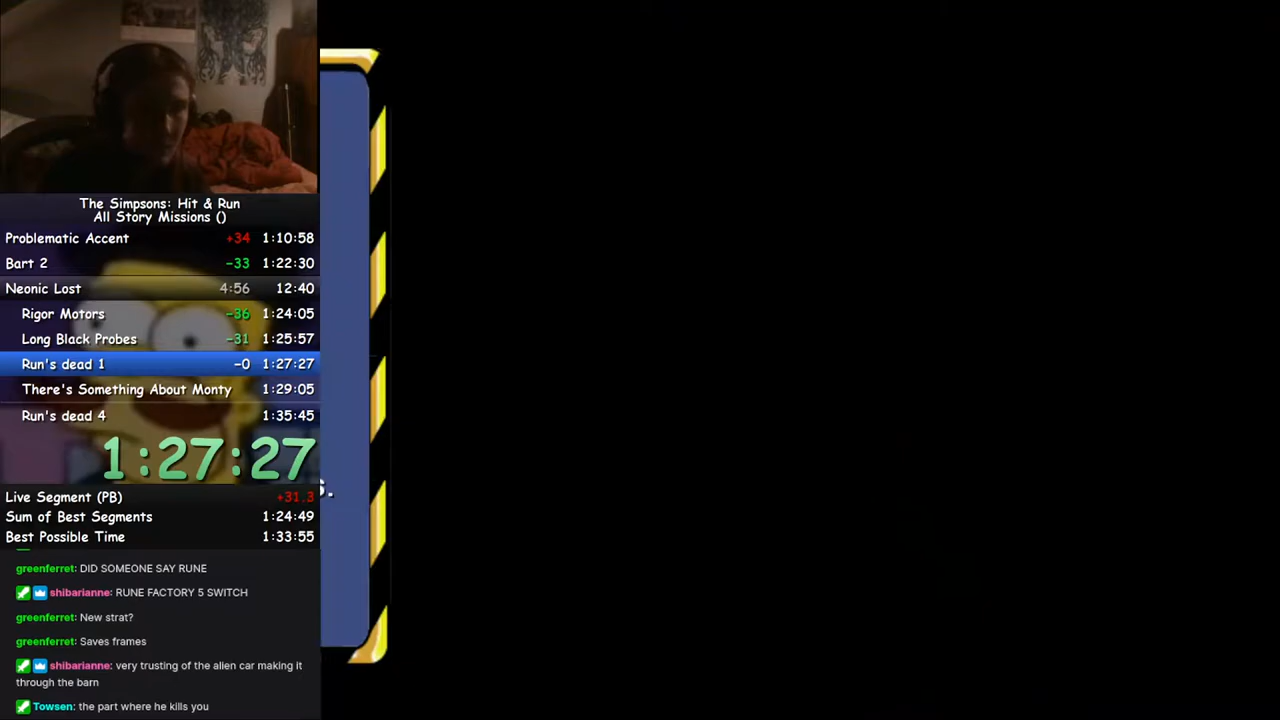 The Simpsons: Hit & Run
All Story Missions ()
Problematic Accent +34 1:10:58
Bart 2 -33 1:22:30
Neonic Lost 4:56 12:40
Rigor Motors -36 1:24:05
Long Black Probes -31 1:25:57
Run's dead 1 -0 1:27:27
There's Something About Monty 1:29:05
Run's dead 4 1:35:45
1:27:27
s.
Live Segment (PB) +31.3
Sum of Best Segments 1:24:49
Best Possible Time 1:33:55
greenferret: DID SOMEONE SAY RUNE
shibarianne: RUNE FACTORY 5 SWITCH
greenferret: New strat?
greenferret: Saves frames
shibarianne: very trusting of the alien car making it
through the barn
Towsen: the part where he kills you